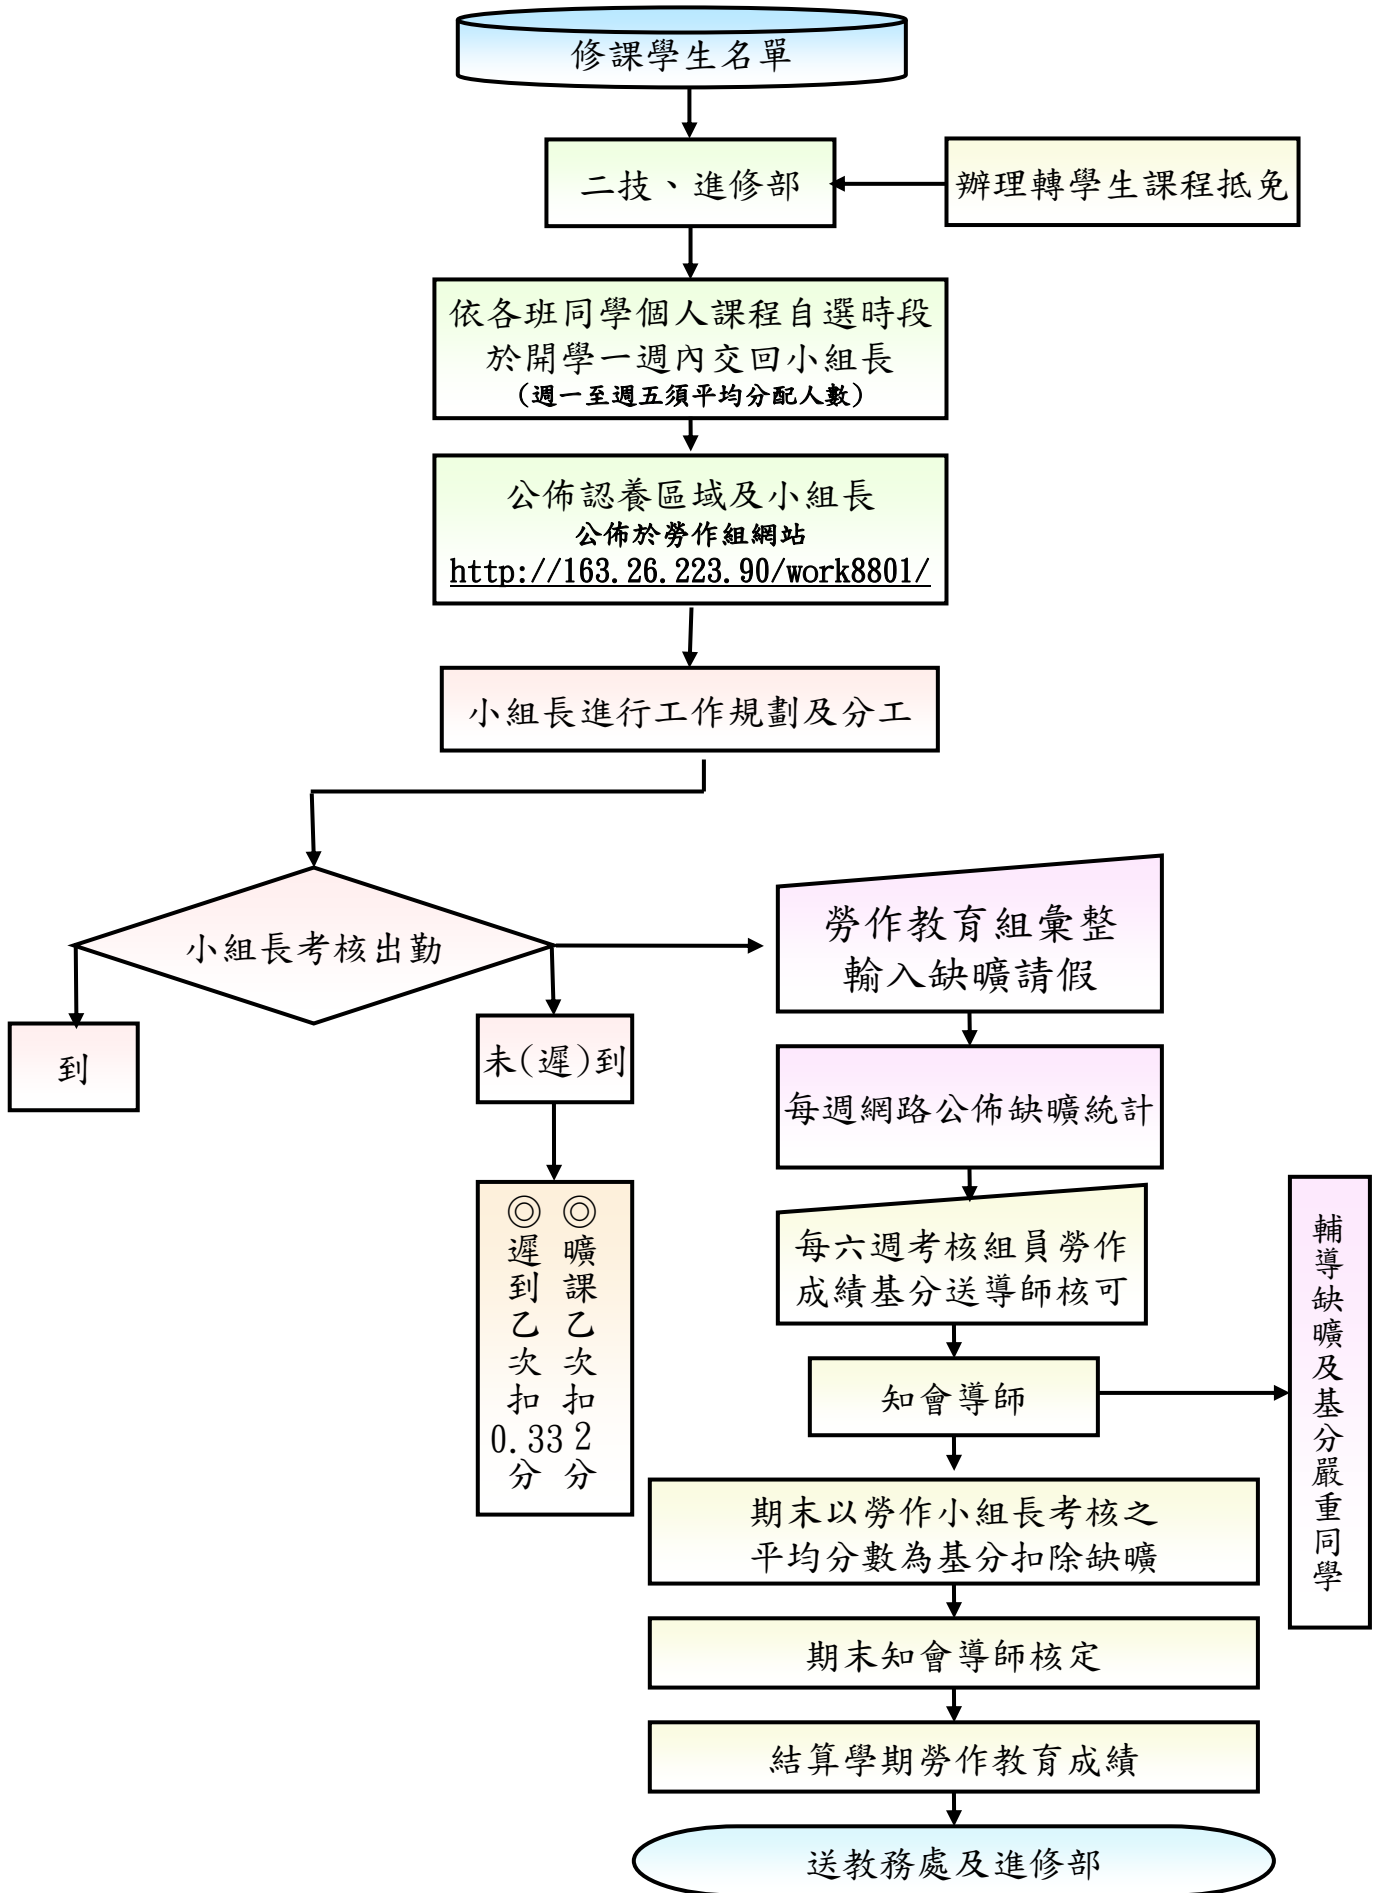 修課學生名單
二技、進修部
辦理轉學生課程抵免
依各班同學個人課程自選時段
於開學一週內交回小組長
(週一至週五須平均分配人數)
公佈認養區域及小組長
公佈於勞作組網站
http://163.26.223.90/work8801/
小組長進行工作規劃及分工
小組長考核出勤
到
未(遲)到
◎曠課乙次扣2分
◎遲到乙次扣0.33分
勞作教育組彙整
輸入缺曠請假
每週網路公佈缺曠統計
每六週考核組員勞作
成績基分送導師核可
知會導師
輔導缺曠及基分嚴重同學
期末以勞作小組長考核之
平均分數為基分扣除缺曠
期末知會導師核定
結算學期勞作教育成績
送教務處及進修部